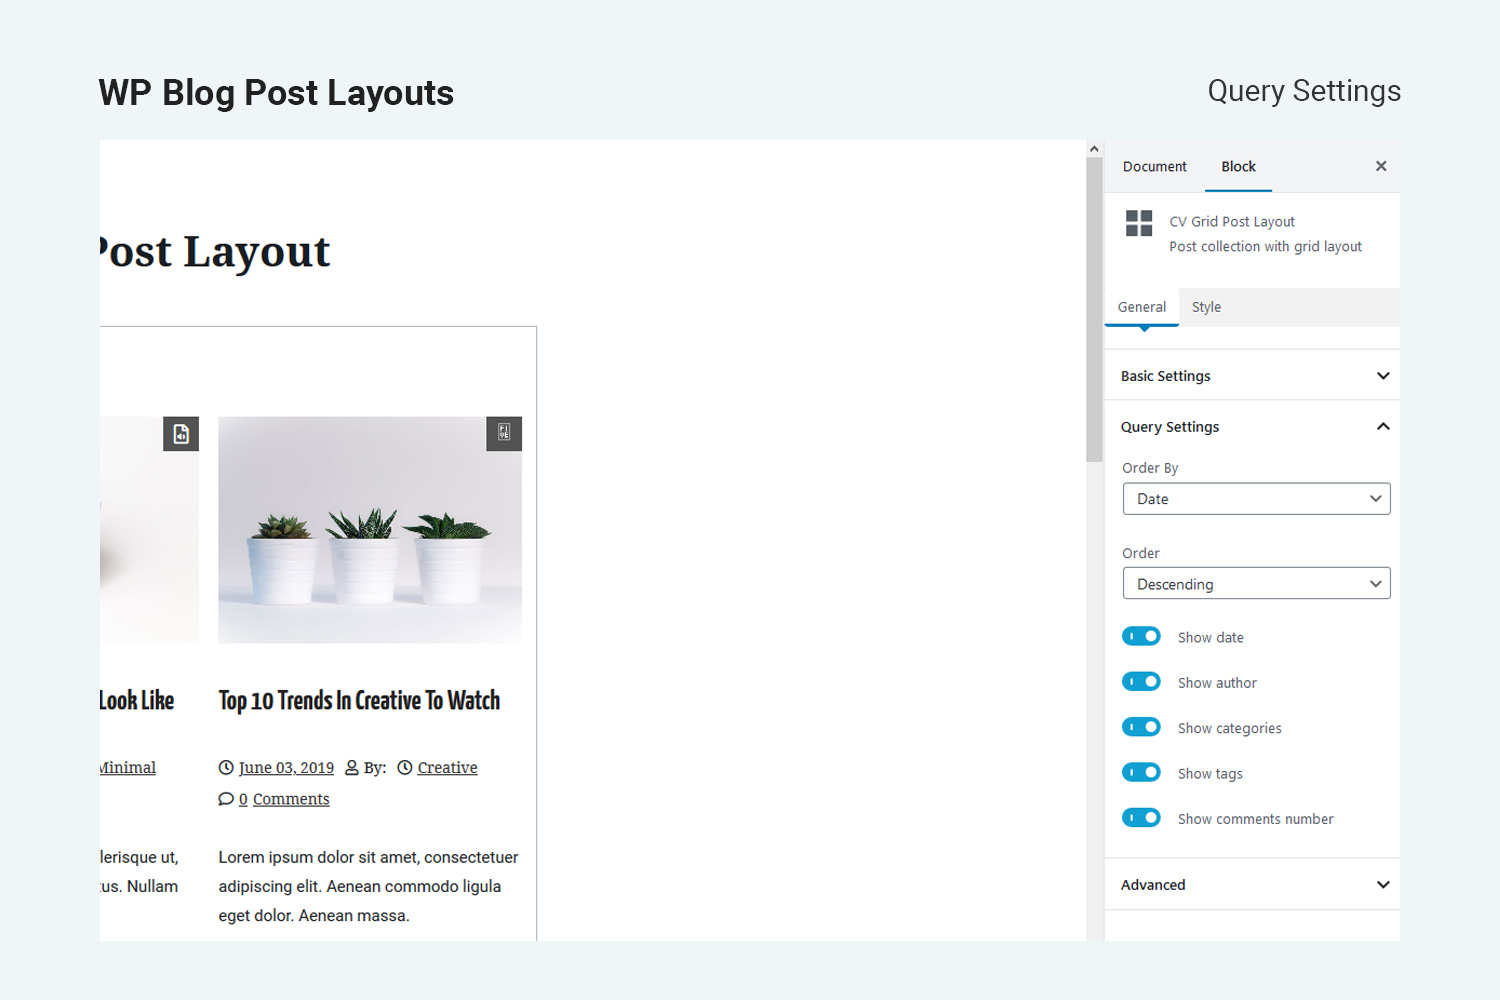 WP Blog Post Layouts
Query Settings
Post Layout
Look Like
Minimal
lerisque ut,
tus. Nullam
Top 10 Trends In Creative To Watch
June 03, 2019 By: Creative
0 Comments
Lorem ipsum dolor sit amet, consectetuer
adipiscing elit. Aenean commodo ligula
eget dolor. Aenean massa.
Document Block
CV Grid Post Layout
Post collection with grid layout
General Style
Basic Settings
Query Settings
Order By
Date
Order
Descending
Show date
Show author
Show categories
Show tags
Show comments number
Advanced